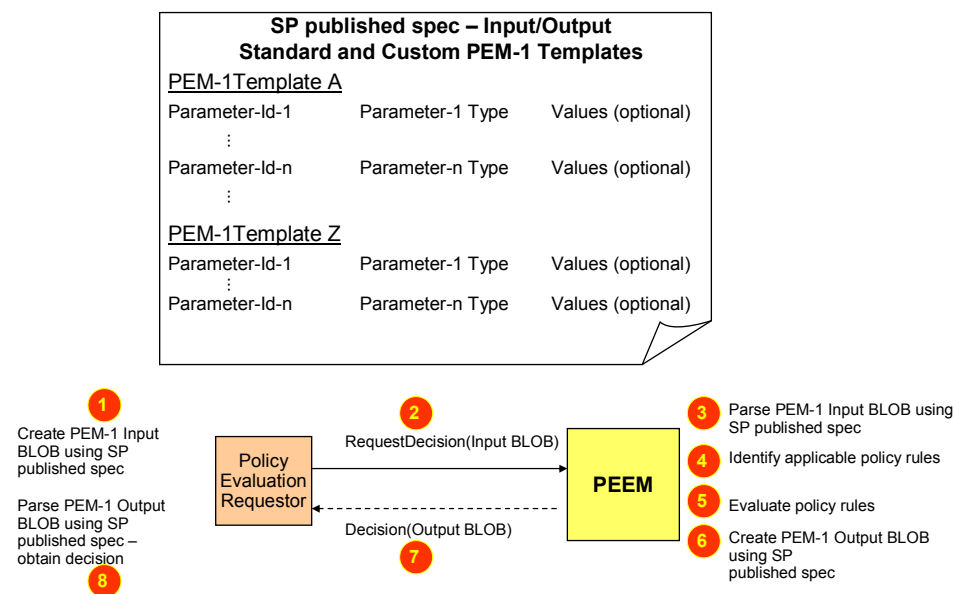 SP published spec – Input/Output
Standard and Custom PEM-1 Templates
PEM-1Template A
Parameter-Id-1 Parameter-1 Type Values (optional)
⋮
Parameter-Id-n Parameter-n Type Values (optional)
⋮
PEM-1Template Z
Parameter-Id-1 Parameter-1 Type Values (optional)
⋮
Parameter-Id-n Parameter-n Type Values (optional)
1
Create PEM-1 Input
BLOB using SP
published spec
Parse PEM-1 Output
BLOB using SP
published spec –
obtain decision
8
Policy
Evaluation
Requestor
2
RequestDecision(Input BLOB)
Decision(Output BLOB)
7
PEEM
3 Parse PEM-1 Input BLOB using
SP published spec
4 Identify applicable policy rules
5 Evaluate policy rules
6 Create PEM-1 Output BLOB
using SP
published spec